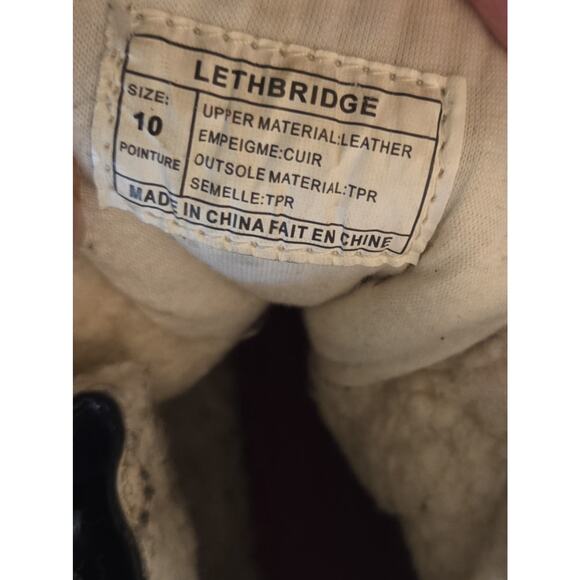 LETHBRIDGE
SIZE:
10
POINTURE
UPPER MATERIAL:LEATHER
EMPEIGME:CUIR
OUTSOLE MATERIAL:TPR
SEMELLE:TPR
MADE IN CHINA FAIT EN CHINE